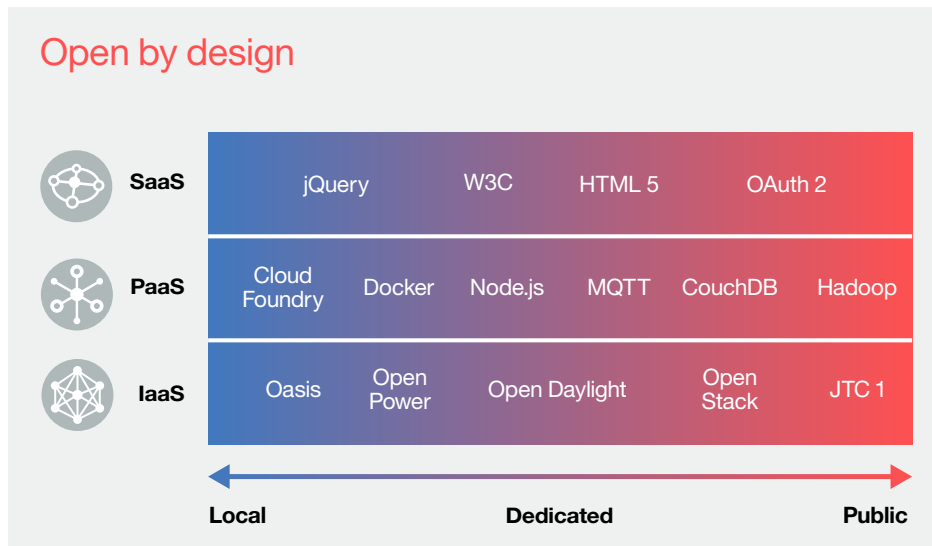 Open by design
SaaS
jQuery
W3C
HTML 5
OAuth 2
PaaS
Cloud
Foundry
Docker
Node.js
MQTT
CouchDB
Hadoop
IaaS
Oasis
Open
Power
Open Daylight
Open
Stack
JTC 1
Local
Dedicated
Public